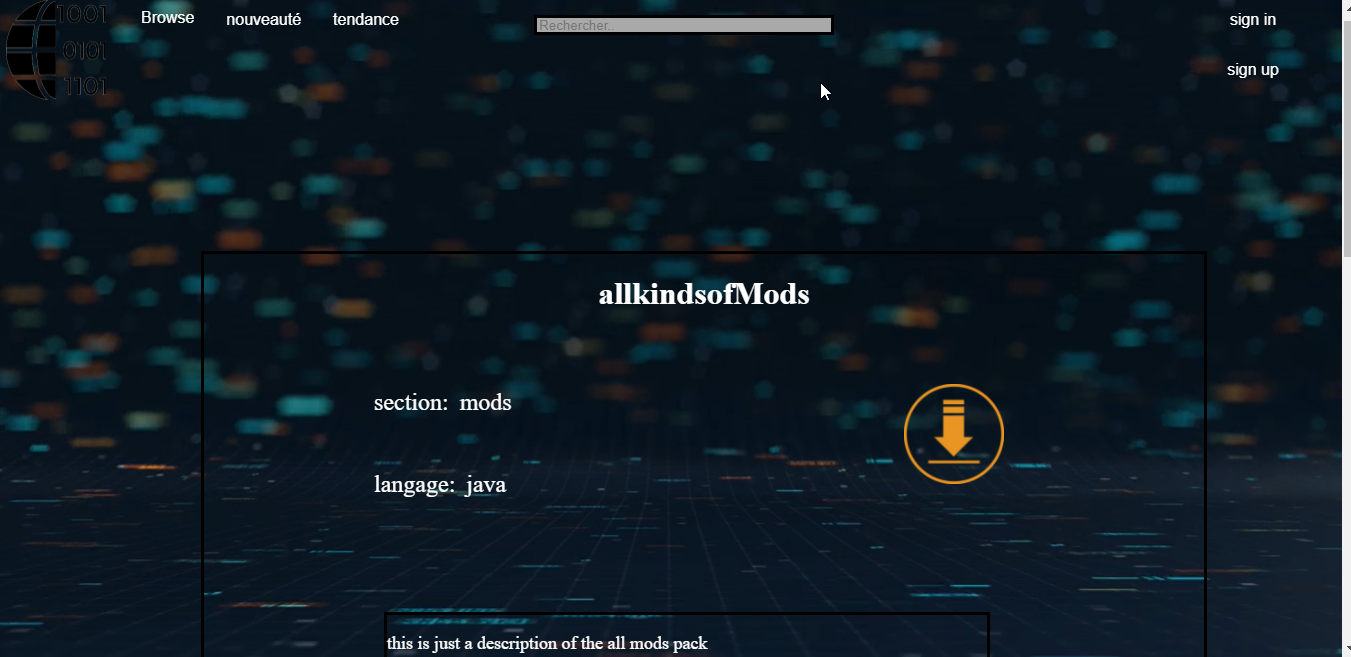 1001
0101
1101
Browse nouveauté tendance
Rechercher..
sign in
sign up
allkindsofMods
section: mods
langage: java
this is just a description of the all mods pack